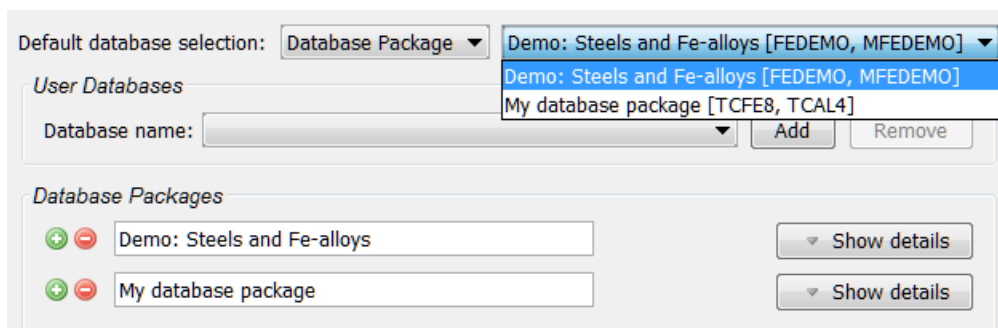 Default database selection: Database Package Demo: Steels and Fe-alloys [FEDEMO, MFEDEMO]
Demo: Steels and Fe-alloys [FEDEMO, MFEDEMO]
My database package [TCFE8, TCAL4]
User Databases
Database name: Add Remove
Database Packages
Demo: Steels and Fe-alloys Show details
My database package Show details